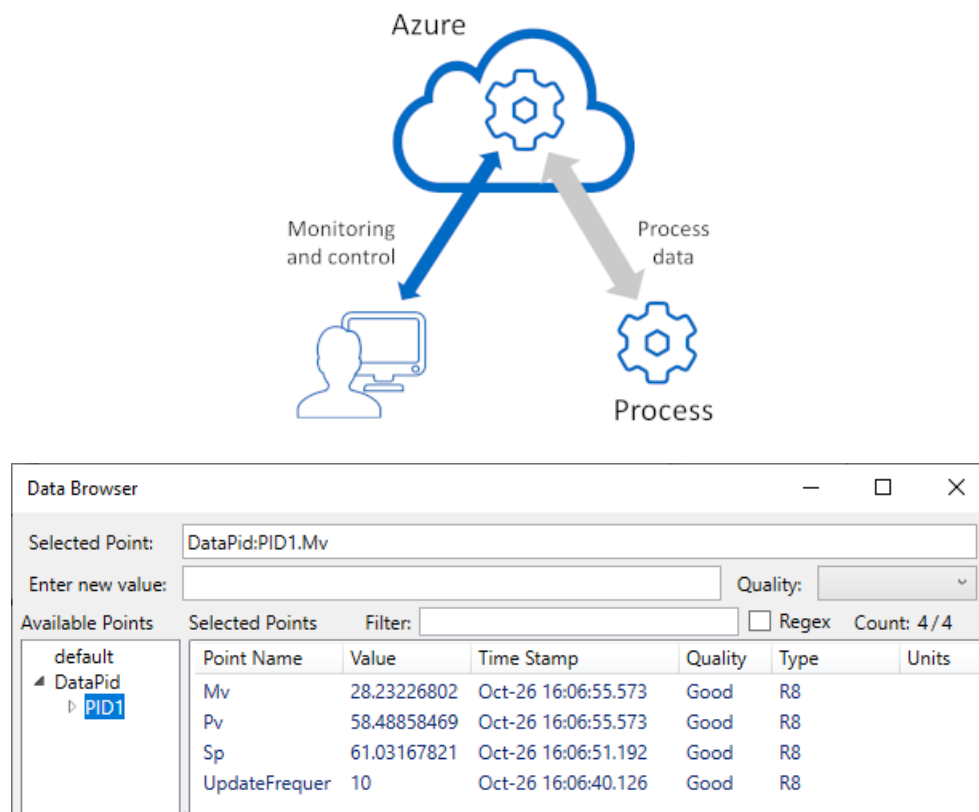 Azure
Monitoring
and control
Process
data
Process
Data Browser
Selected Point: DataPid:PID1.Mv
Enter new value: Quality:
Available Points Selected Points Filter: Regex Count: 4 / 4
default Point Name Value Time Stamp Quality Type Units
DataPid Mv 28.23226802 Oct-26 16:06:55.573 Good R8
PID1 Pv 58.48858469 Oct-26 16:06:55.573 Good R8
Sp 61.03167821 Oct-26 16:06:51.192 Good R8
UpdateFrequer 10 Oct-26 16:06:40.126 Good R8